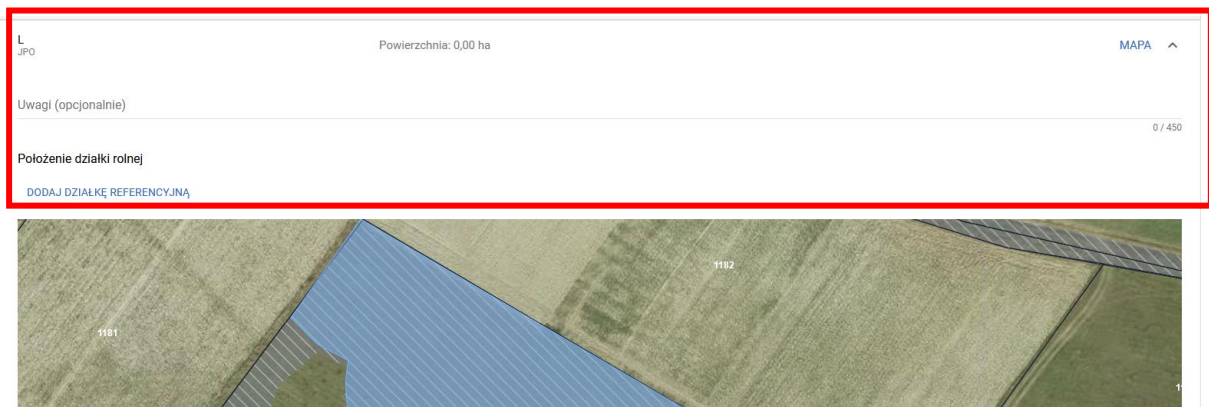 L
JPO
Powierzchnia: 0,00 ha
MAPA
Uwagi (opcjonalnie)
0 / 450
Położenie działki rolnej
DODAJ DZIAŁKĘ REFERENCYJNĄ
1182
1181